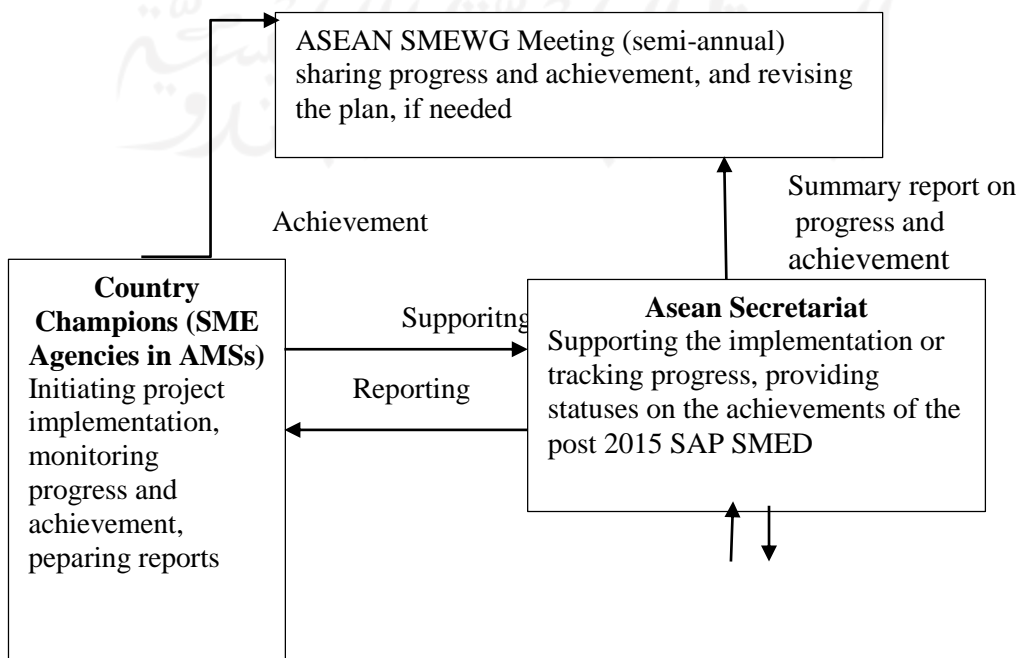 ASEAN SMEWG Meeting (semi-annual)
sharing progress and achievement, and revising
the plan, if needed
Summary report on
progress and
achievement
Achievement
Country
Champions (SME
Agencies in AMSs)
Initiating project
implementation,
monitoring
progress and
achievement,
peparing reports
Supporitng
Reporting
Asean Secretariat
Supporting the implementation or
tracking progress, providing
statuses on the achievements of the
post 2015 SAP SMED